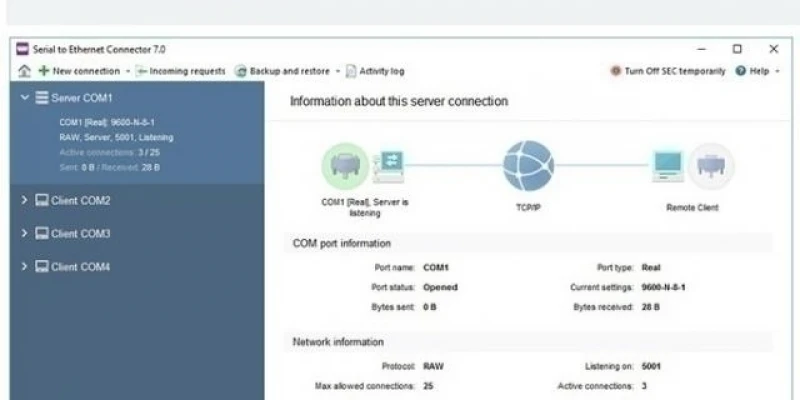 Serial to Ethernet Connector 7.0
New connection Incoming requests Backup and restore Activity log Turn Off SEC temporarily Help
Server COM1
COM1 [Real]: 9600-N-8-1
RAW, Server, 5001, Listening
Active connections: 3 / 25
Sent: 0 B / Received: 28 B
Client COM2
Client COM3
Client COM4
Information about this server connection
COM1 [Real], Server is
listening
TCP/IP
Remote Client
COM port information
Port name: COM1 Port type: Real
Port status: Opened Current settings: 9600-N-8-1
Bytes sent: 0 B Bytes received: 28 B
Network information
Protocol: RAW Listening on: 5001
Max allowed connections: 25 Active connections: 3